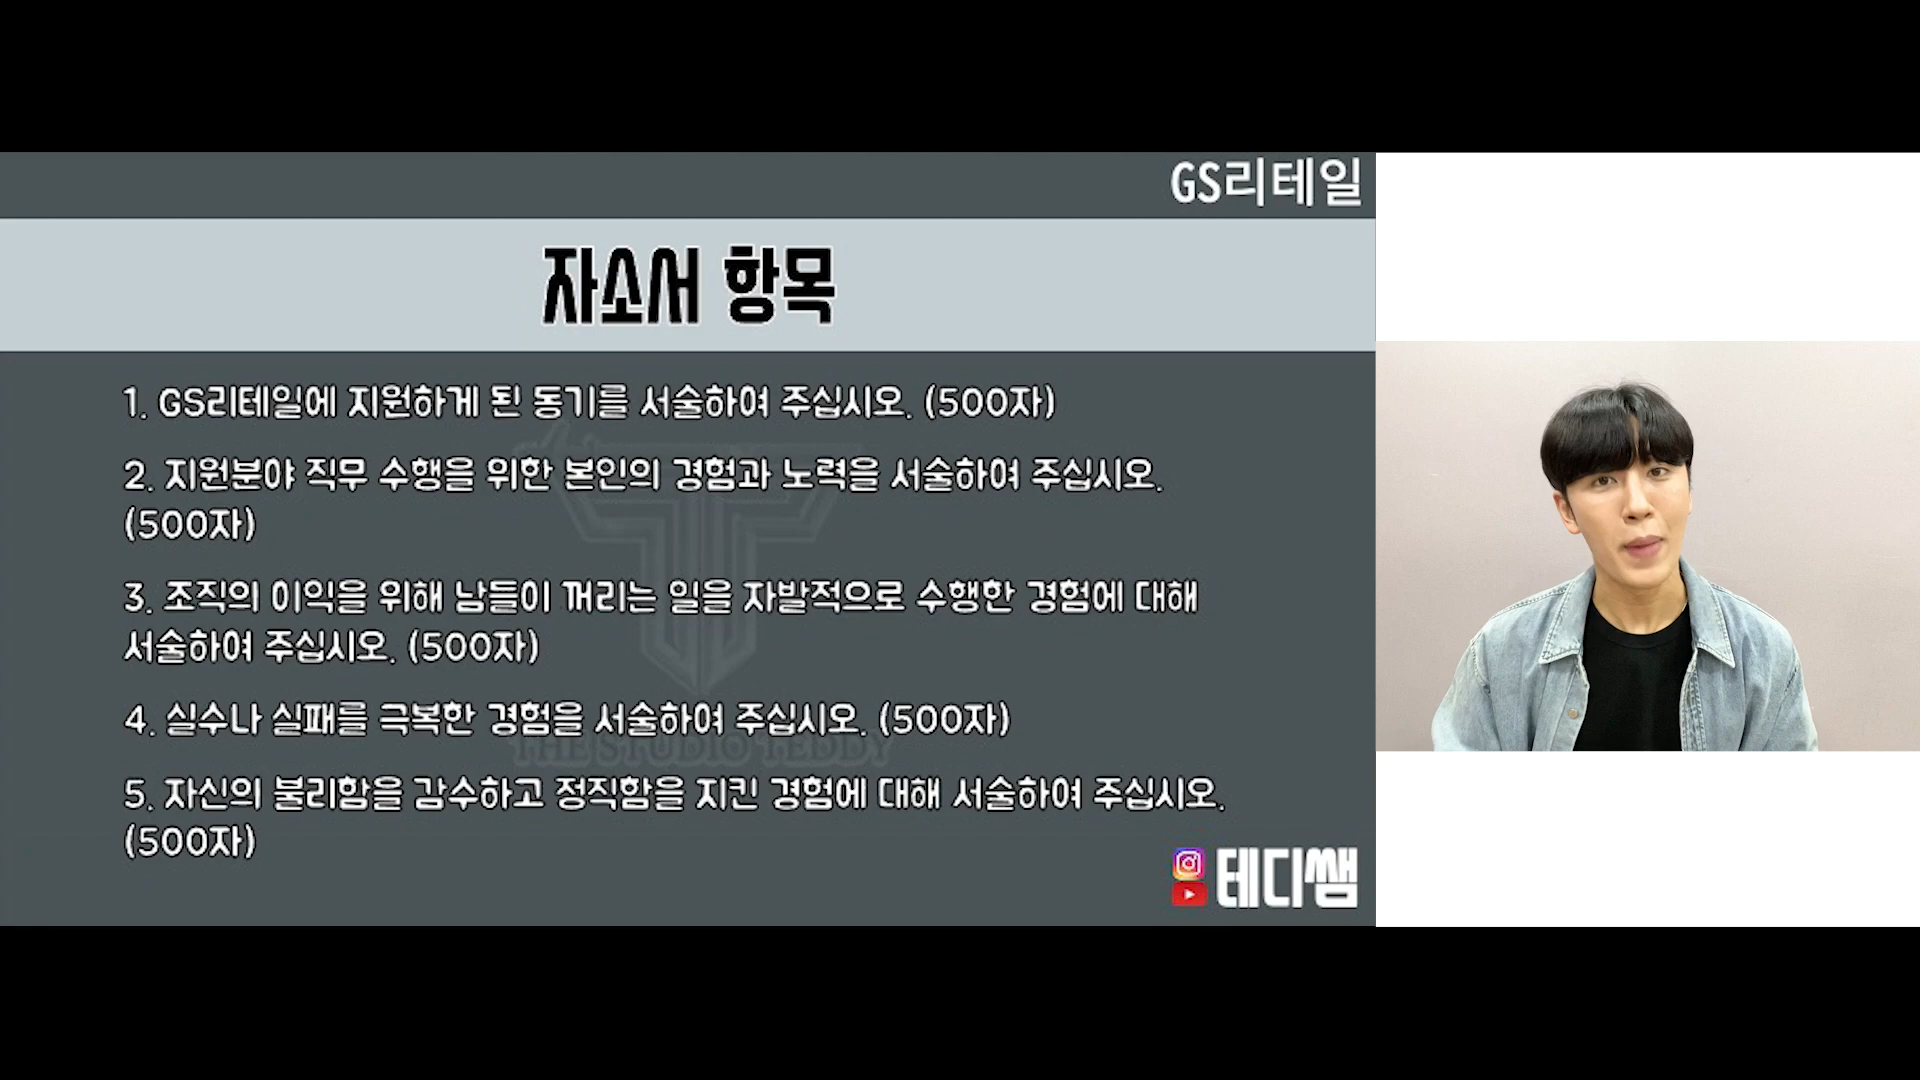 GS리테일
자소서 항목
1. GS리테일에 지원하게 된 동기를 서술하여 주십시오. (500자)
2. 지원분야 직무 수행을 위한 본인의 경험과 노력을 서술하여 주십시오.
(500자)
3. 조직의 이익을 위해 남들이 꺼리는 일을 자발적으로 수행한 경험에 대해
서술하여 주십시오. (500자)
4. 실수나 실패를 극복한 경험을 서술하여 주십시오. (500자)
THE STUDIO TEDDY
5. 자신의 불리함을 감수하고 정직함을 지킨 경험에 대해 서술하여 주십시오.
(500자)
테디쌤